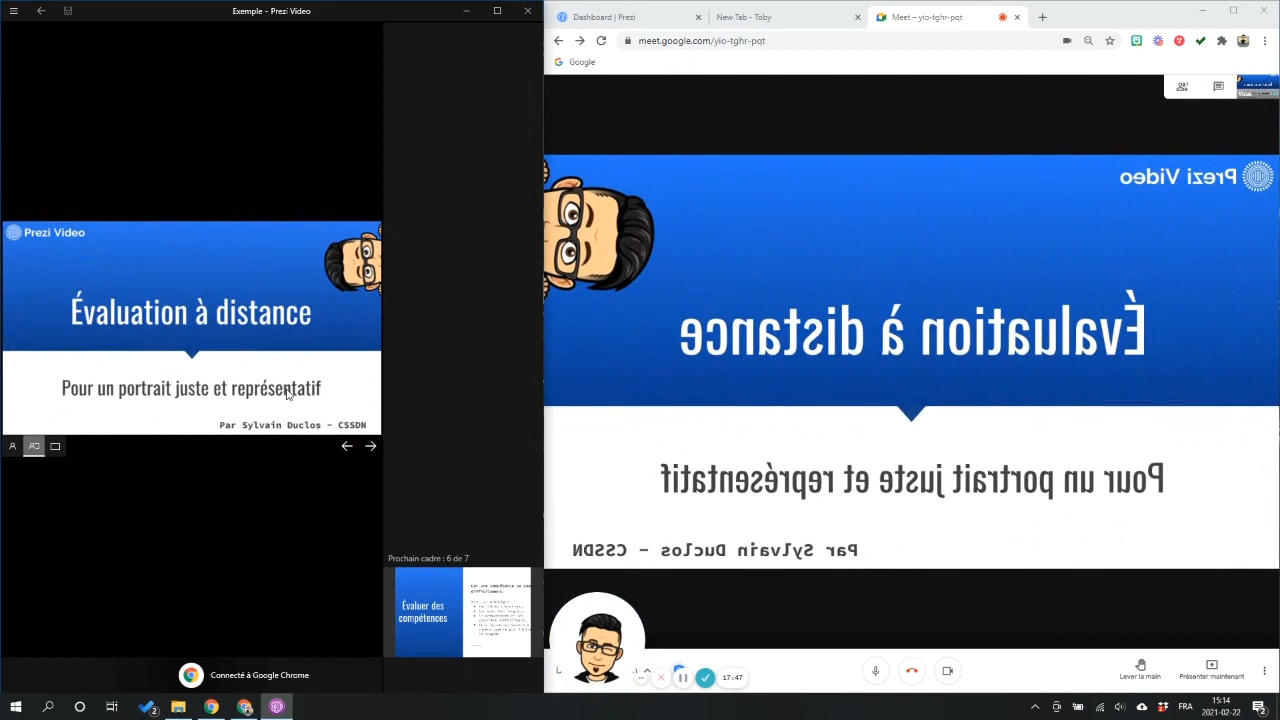 Exemple - Prezi Video
Dashboard | Prezi
New Tab - Toby
Meet – yio-tghr-pqt
meet.google.com/yio-tghr-pqt
Google
Prezi Video
Évaluation à distance
Pour un portrait juste et représentatif
Par Sylvain Duclos - CSSDN
Prezi Video
Évaluation à distance
Pour un portrait juste et représentatif
Par Sylvain Duclos - CSSDN
Prochain cadre : 6 de 7
Évaluer des
compétences
Connecté à Google Chrome
17:47
Lever la main
Présenter maintenant
FRA
15:14
2021-02-22